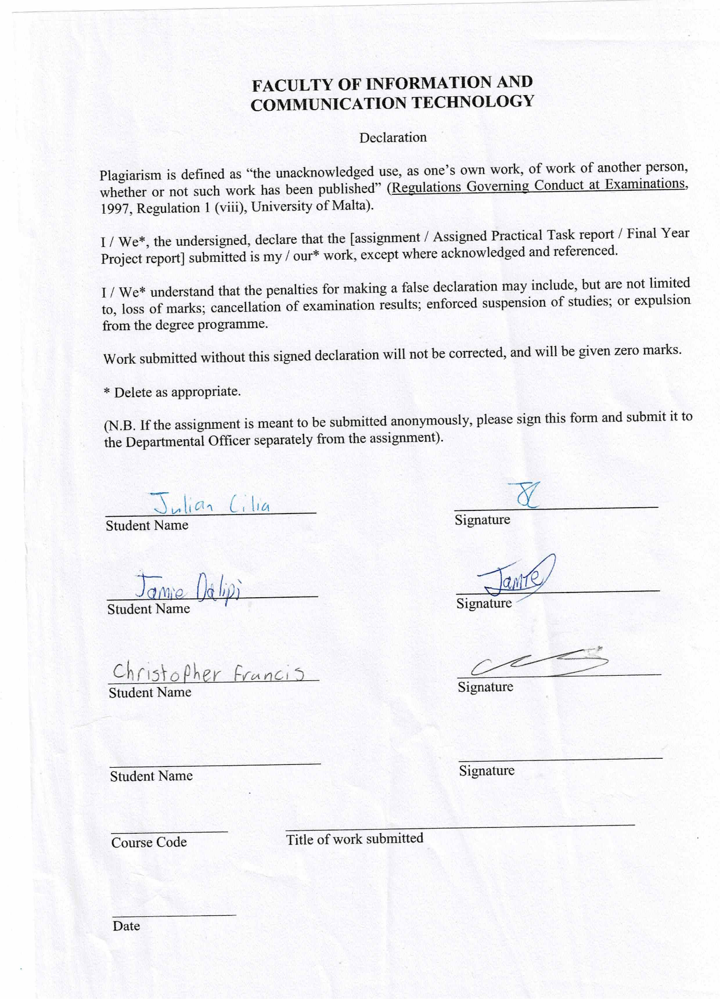 FACULTY OF INFORMATION AND
COMMUNICATION TECHNOLOGY
Declaration
Plagiarism is defined as “the unacknowledged use, as one’s own work, of work of another person,
whether or not such work has been published” (Regulations Governing Conduct at Examinations,
1997, Regulation 1 (viii), University of Malta).
I / We*, the undersigned, declare that the [assignment / Assigned Practical Task report / Final Year
Project report] submitted is my / our* work, except where acknowledged and referenced.
I / We* understand that the penalties for making a false declaration may include, but are not limited
to, loss of marks; cancellation of examination results; enforced suspension of studies; or expulsion
from the degree programme.
Work submitted without this signed declaration will not be corrected, and will be given zero marks.
* Delete as appropriate.
(N.B. If the assignment is meant to be submitted anonymously, please sign this form and submit it to
the Departmental Officer separately from the assignment).
Julian Cilia JC
Student Name Signature
Jamie Dalipi Jamie
Student Name Signature
Christopher Francis
Student Name Signature
Student Name Signature
Course Code Title of work submitted
Date